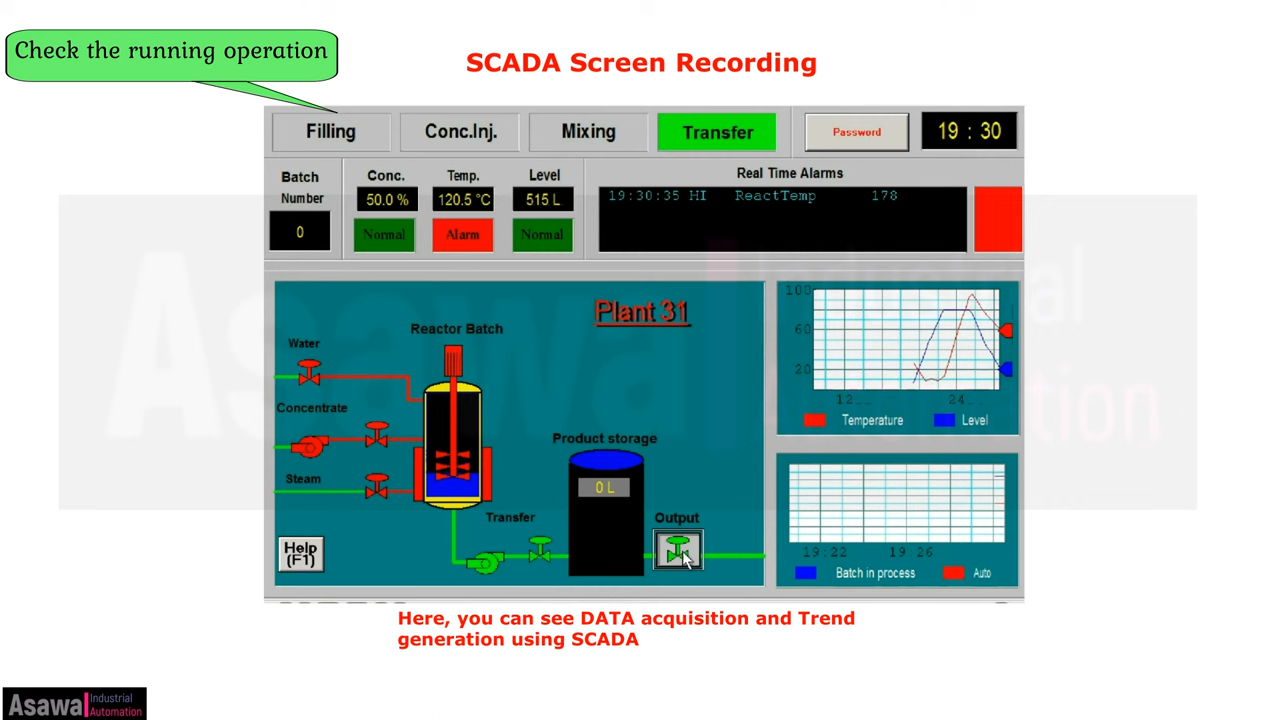 Check the running operation
SCADA Screen Recording
Filling
Conc.Inj.
Mixing
Transfer
Password
19 : 30
Batch
Number
0
Conc.
Temp.
Level
50.0 %
120.5 °C
515 L
Normal
Alarm
Normal
Real Time Alarms
19:30:35 HI ReactTemp 178
Plant 31
Reactor Batch
Water
Concentrate
Steam
Product storage
0 L
Transfer
Output
Help
(F1)
100
60
20
12
24
Temperature
Level
19:22
19:26
Batch in process
Auto
Here, you can see DATA acquisition and Trend
generation using SCADA
Asawa Industrial
Automation
Asawa Industrial
Automation